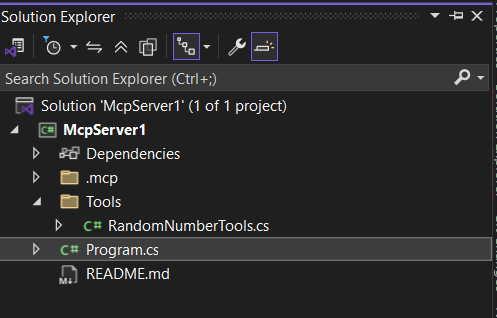 Solution Explorer
Search Solution Explorer (Ctrl+;)
Solution 'McpServer1' (1 of 1 project)
C# McpServer1
Dependencies
.mcp
Tools
C# RandomNumberTools.cs
C# Program.cs
M README.md